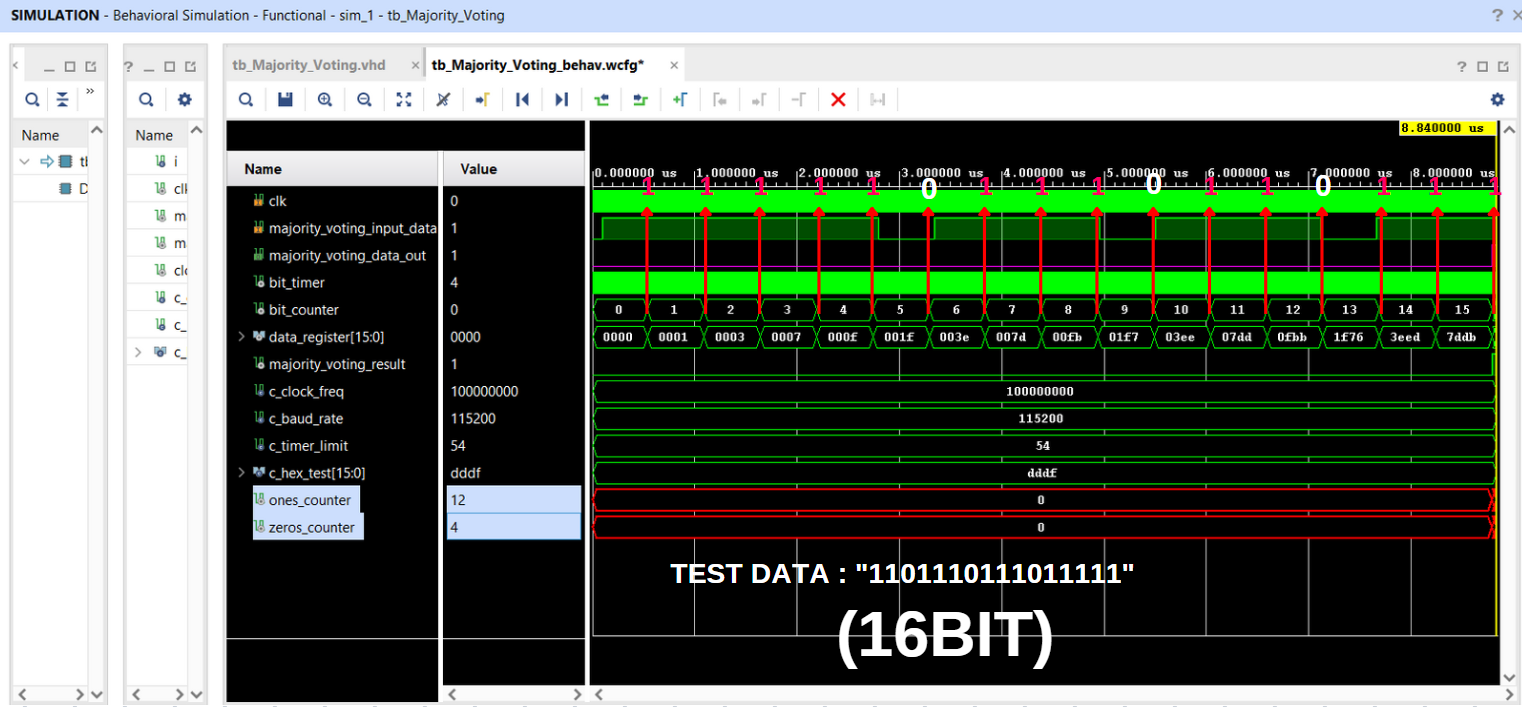 SIMULATION - Behavioral Simulation - Functional - sim_1 - tb_Majority_Voting
tb_Majority_Voting.vhd
tb_Majority_Voting_behav.wcfg*
Name
Name
8.840000 us
Name Value
0.000000 us 1.000000 us 2.000000 us 3.000000 us 4.000000 us 5.000000 us 6.000000 us 7.000000 us 8.000000 us
1 1 1 1 1 0 1 1 1 0 1 1 0 1 1 1
i
clk 0
majority_voting_input_data 1
majority_voting_data_out 1
bit_timer 4
bit_counter 0 0 1 2 3 4 5 6 7 8 9 10 11 12 13 14 15
data_register[15:0] 0000 0000 0001 0003 0007 000f 001f 003e 007d 00fb 01f7 03ee 07dd 0fbb 1f76 3eed 7ddb
majority_voting_result 1
c_clock_freq 100000000 100000000
c_baud_rate 115200 115200
c_timer_limit 54 54
c_hex_test[15:0] dddf dddf
ones_counter 12 0
zeros_counter 4 0
TEST DATA : "1101110111011111"
(16BIT)